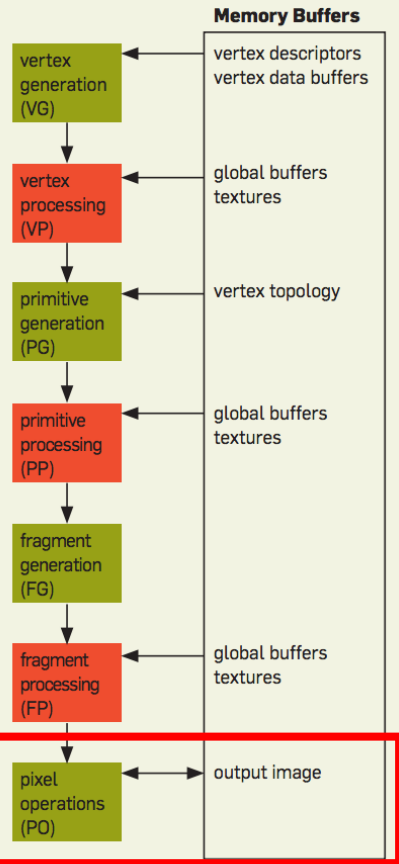 Memory Buffers
vertex
generation
(VG)
vertex descriptors
vertex data buffers
vertex
processing
(VP)
global buffers
textures
primitive
generation
(PG)
vertex topology
primitive
processing
(PP)
global buffers
textures
fragment
generation
(FG)
fragment
processing
(FP)
global buffers
textures
pixel
operations
(PO)
output image